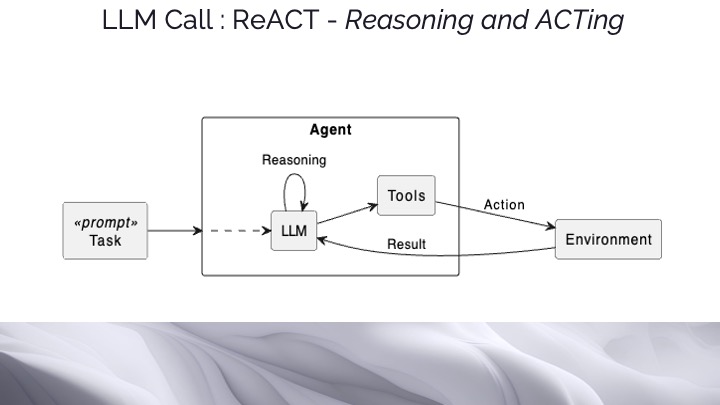 LLM Call : ReACT - Reasoning and ACTing
Agent
Reasoning
«prompt»
Task
LLM
Tools
Action
Result
Environment